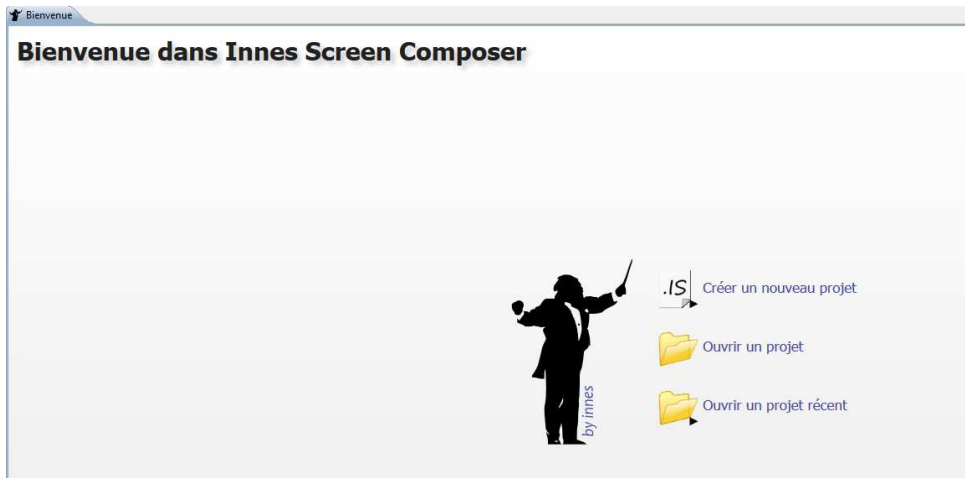 Bienvenue
Bienvenue dans Innes Screen Composer
.IS
Créer un nouveau projet
Ouvrir un projet
Ouvrir un projet récent
by innes